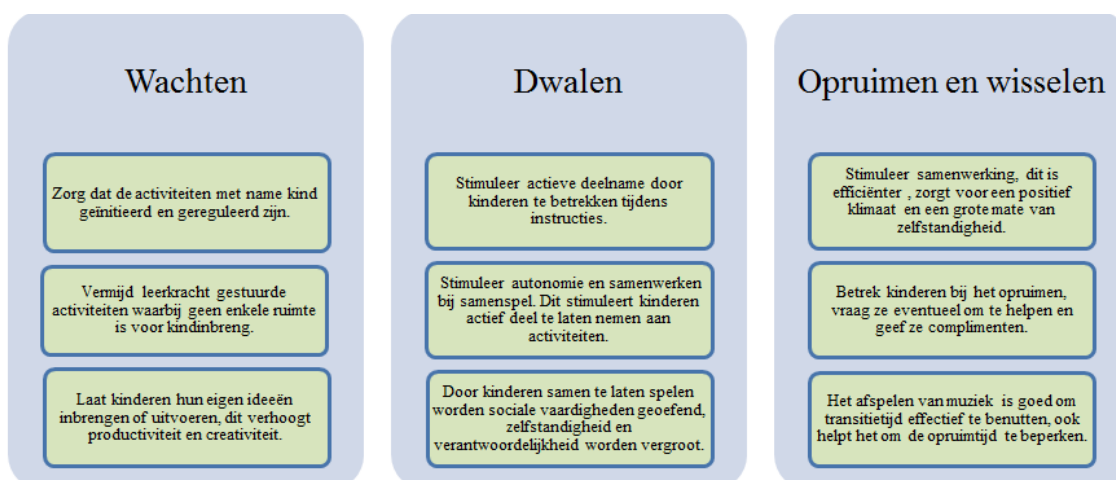 Wachten
Zorg dat de activiteiten met name kind
geïnitieerd en gereguleerd zijn.
Vermijd leerkracht gestuurde
activiteiten waarbij geen enkele ruimte
is voor kindinbreng.
Laat kinderen hun eigen ideeën
inbrengen of uitvoeren, dit verhoogt
productiviteit en creativiteit.
Dwalen
Stimuleer actieve deelname door
kinderen te betrekken tijdens
instructies.
Stimuleer autonomie en samenwerken
bij samenspel. Dit stimuleert kinderen
actief deel te laten nemen aan
activiteiten.
Door kinderen samen te laten spelen
worden sociale vaardigheden geoefend,
zelfstandigheid en
verantwoordelijkheid worden vergroot.
Opruimen en wisselen
Stimuleer samenwerking, dit is
efficiënter , zorgt voor een positief
klimaat en een grote mate van
zelfstandigheid.
Betrek kinderen bij het opruimen,
vraag ze eventueel om te helpen en
geef ze complimenten.
Het afspelen van muziek is goed om
transitietijd effectief te benutten, ook
helpt het om de opruimtijd te beperken.